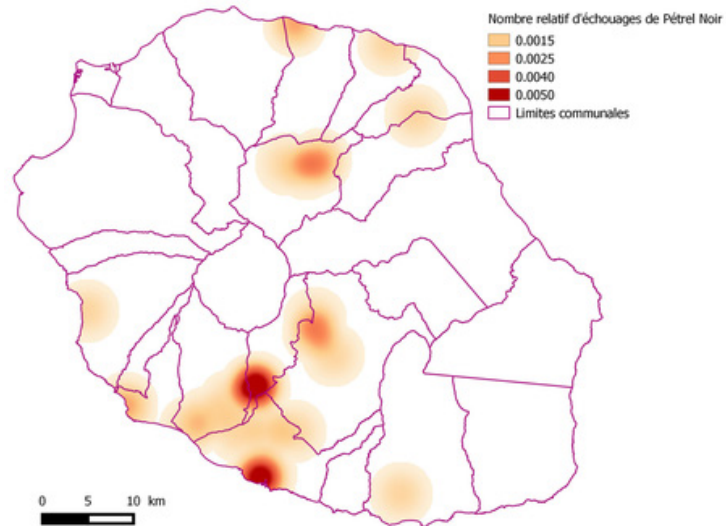 Nombre relatif d'échouages de Pétrel Noir
0.0015
0.0025
0.0040
0.0050
Limites communales
0 5 10 km